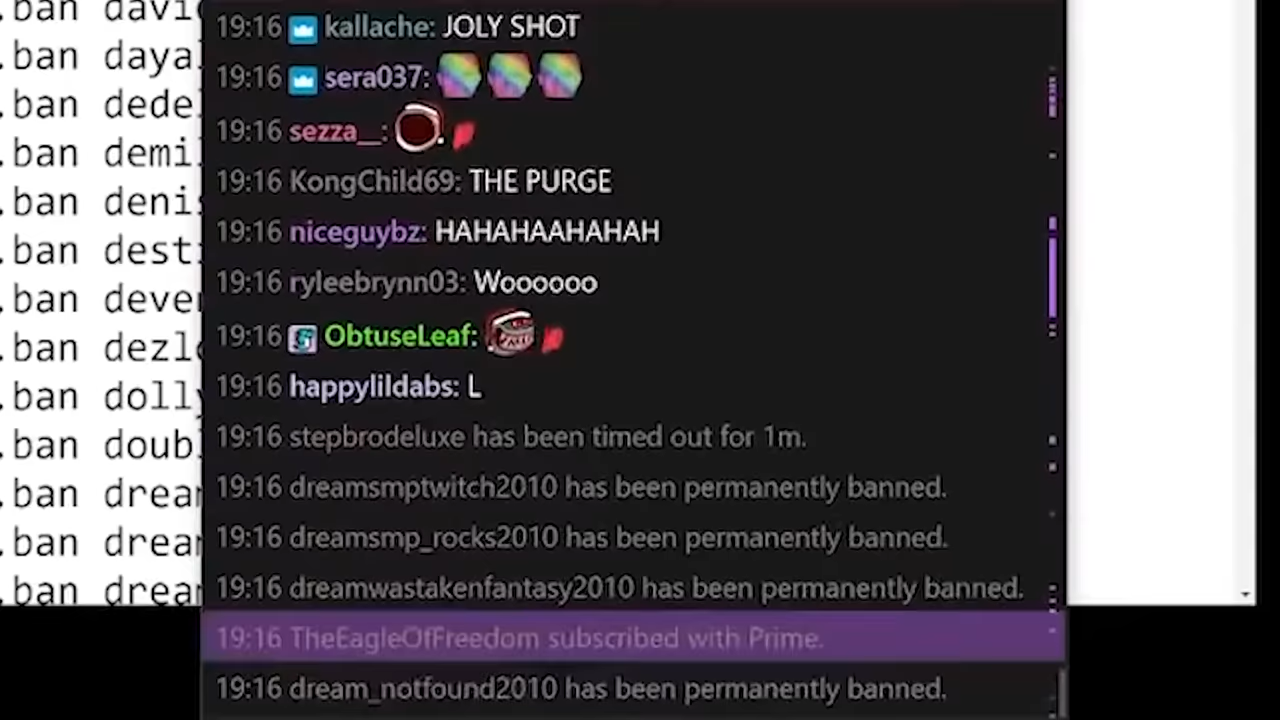 .ban davi
.ban daya
.ban dede
.ban demi
.ban deni
.ban dest
.ban deve
.ban dezl
.ban doll
.ban doub
.ban drea
.ban drea
.ban drea
19:16 kallache: JOLY SHOT
19:16 sera037:
19:16 sezza__:
19:16 KongChild69: THE PURGE
19:16 niceguybz: HAHAHAAHAHAH
19:16 ryleebrynn03: Woooooo
19:16 ObtuseLeaf:
19:16 happylildabs: L
19:16 stepbrodeluxe has been timed out for 1m.
19:16 dreamsmptwitch2010 has been permanently banned.
19:16 dreamsmp_rocks2010 has been permanently banned.
19:16 dreamwastakenfantasy2010 has been permanently banned.
19:16 TheEagleOfFreedom subscribed with Prime.
19:16 dream_notfound2010 has been permanently banned.